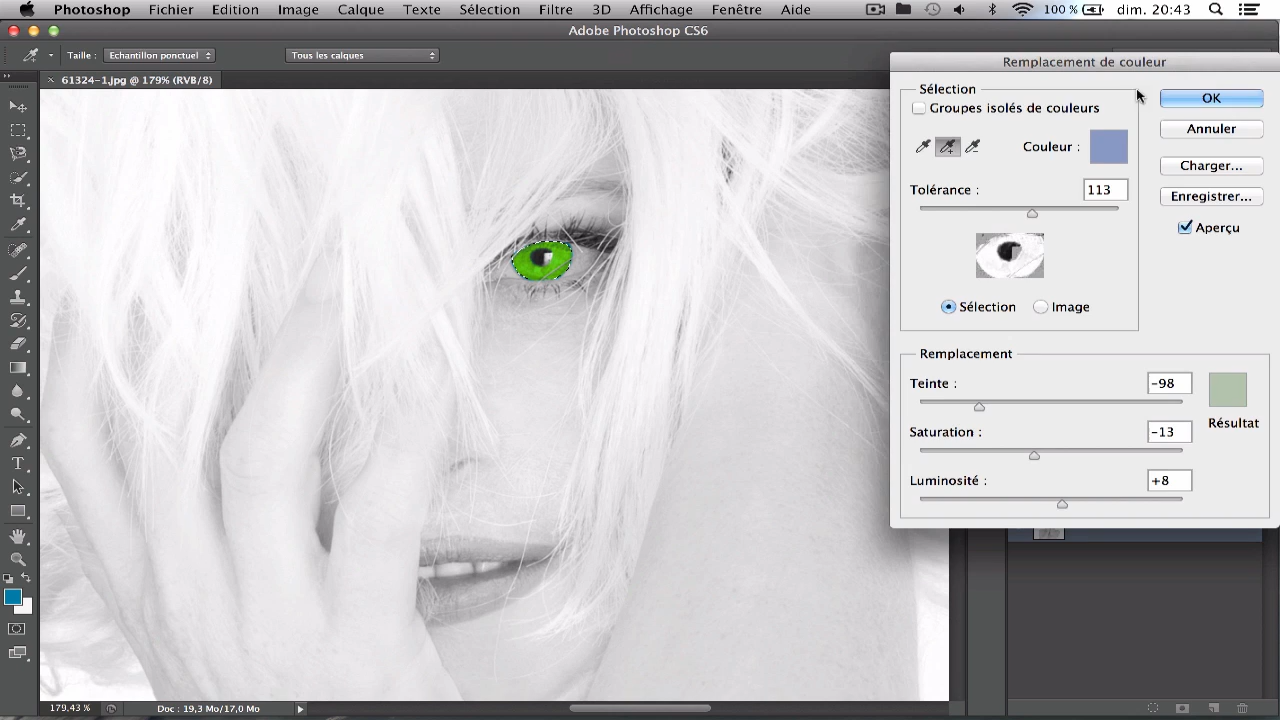 Photoshop Fichier Edition Image Calque Texte Sélection Filtre 3D Affichage Fenêtre Aide 100 % dim. 20:43
Adobe Photoshop CS6
Taille : Echantillon ponctuel Tous les calques
× 61324-1.jpg @ 179% (RVB/8)
Remplacement de couleur
Sélection
Groupes isolés de couleurs
Couleur :
Tolérance : 113
Sélection Image
OK
Annuler
Charger...
Enregistrer...
Aperçu
Remplacement
Teinte : -98
Résultat
Saturation : -13
Luminosité : +8
179,43 % Doc : 19,3 Mo/17,0 Mo